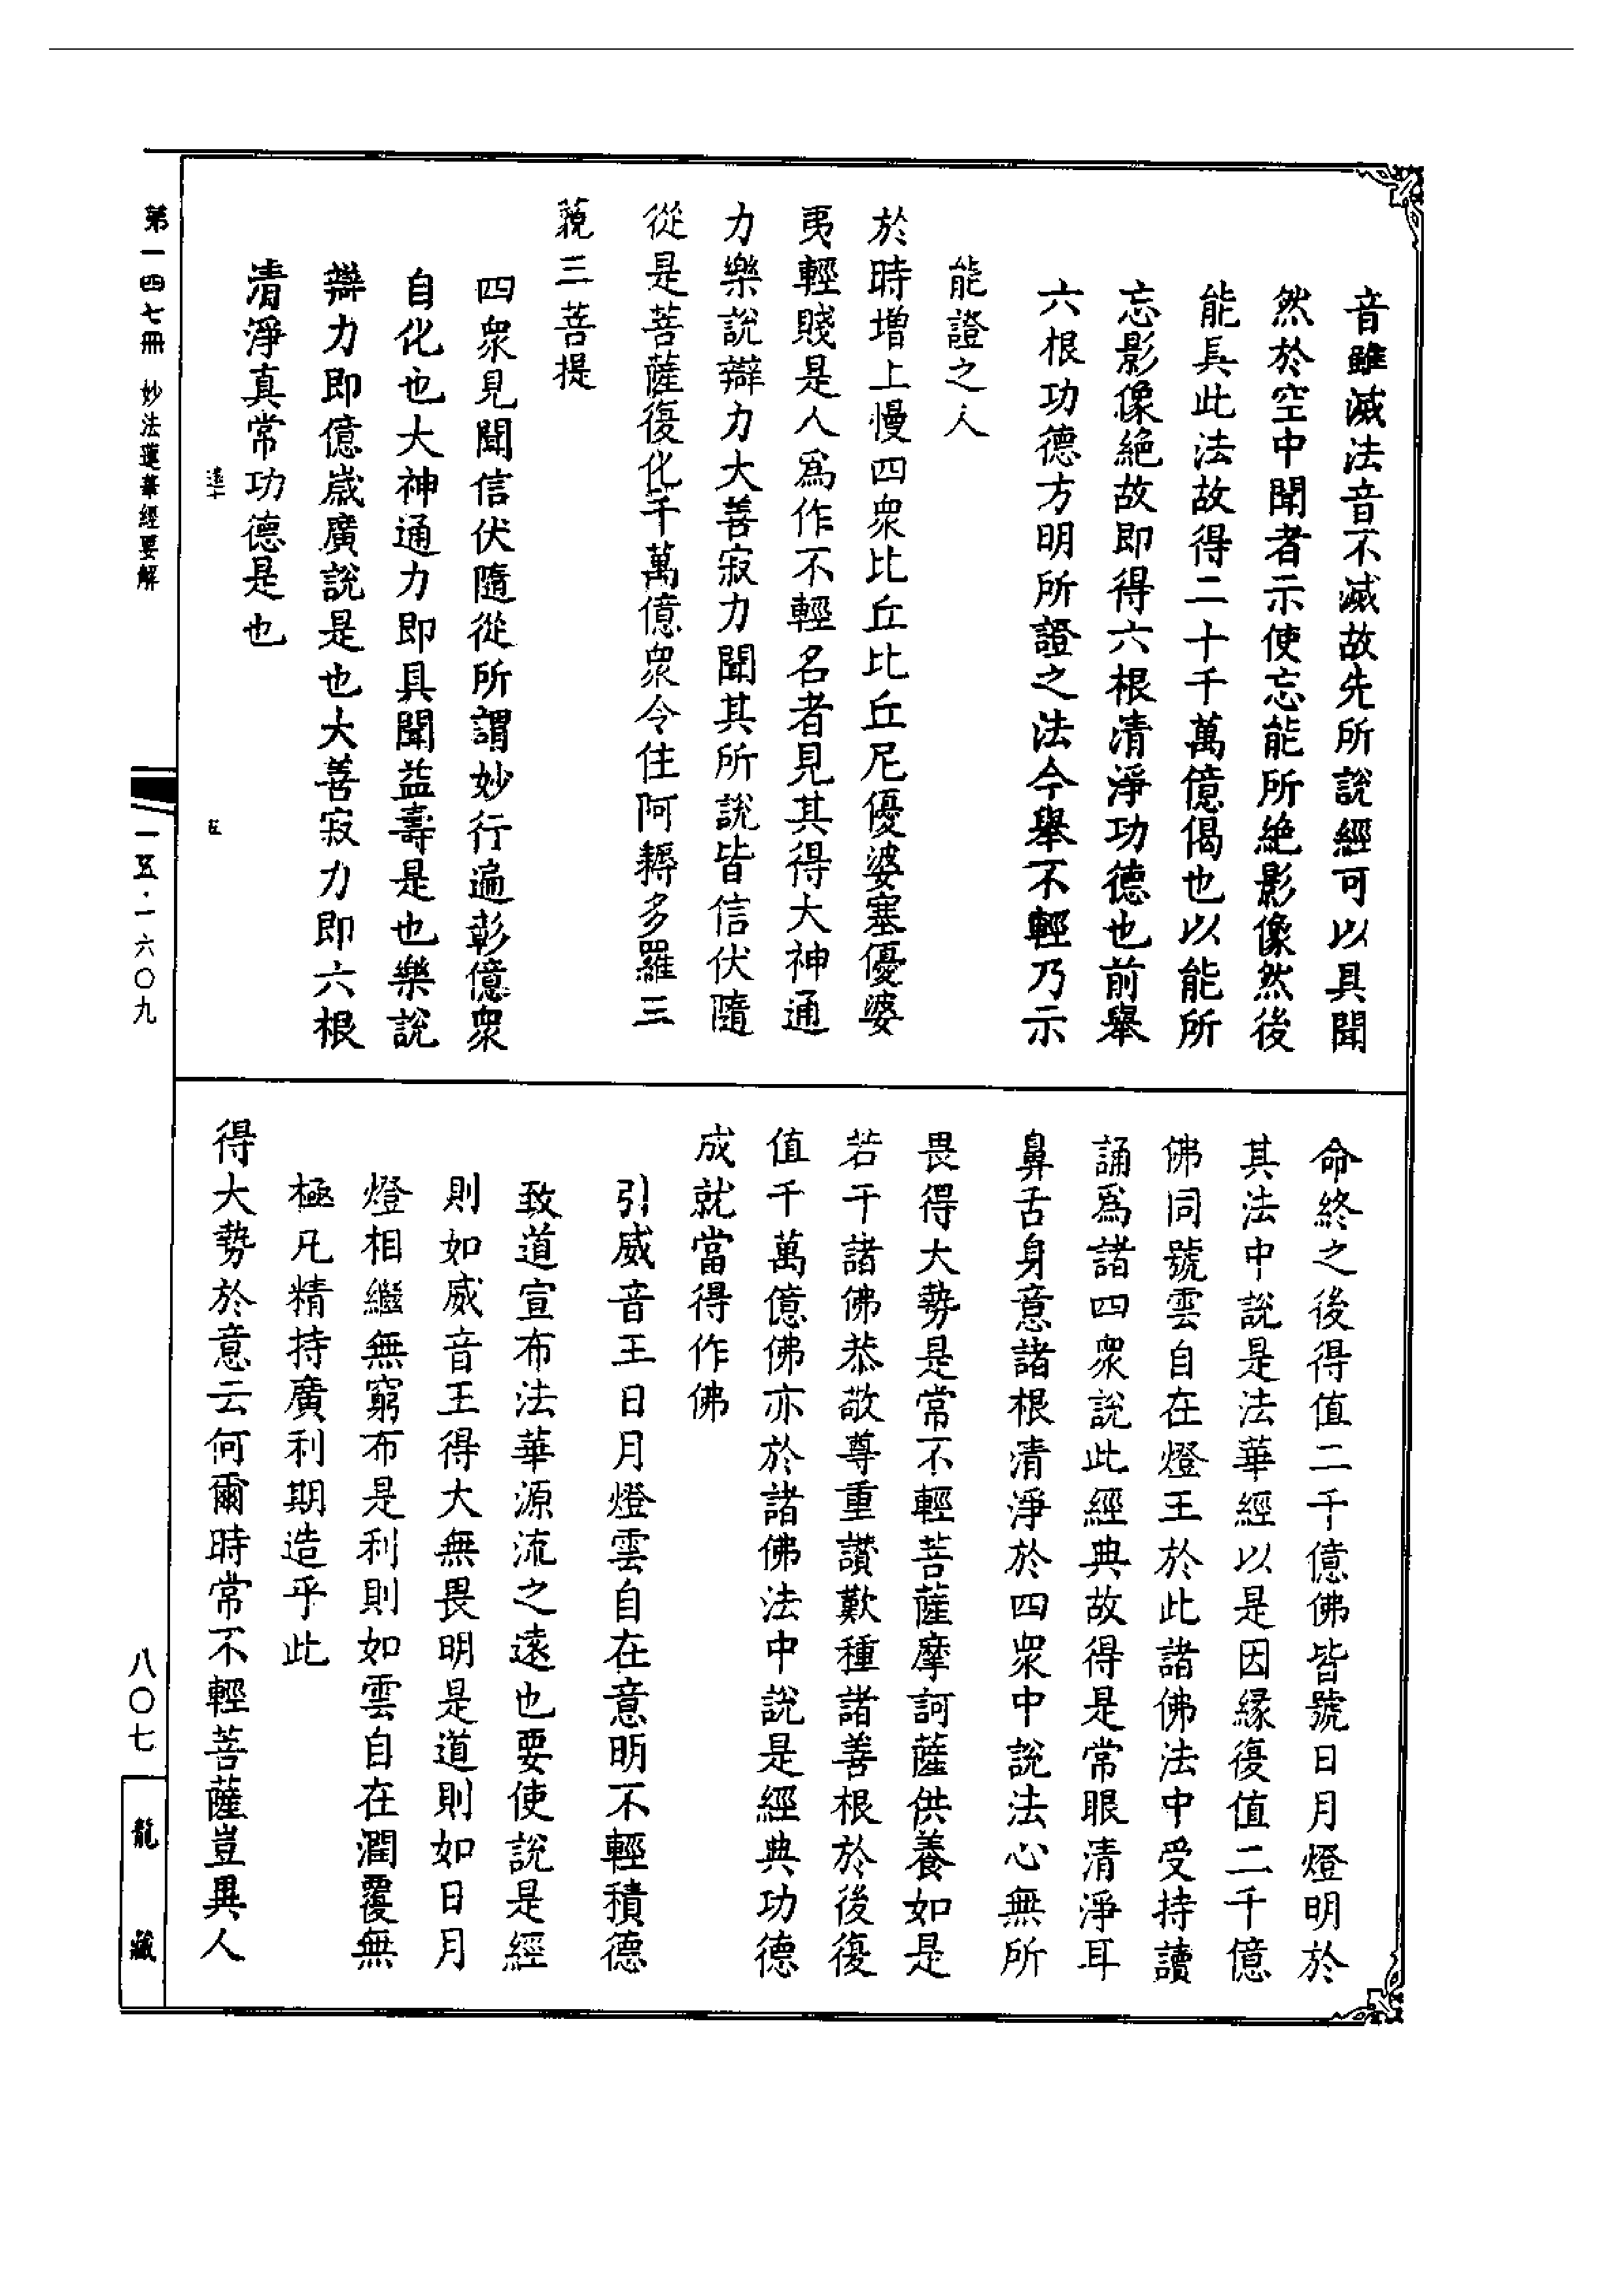 音雖滅法音不滅故先所說經可以具聞
然於空中聞者示使忘能所絶影像然後
能具此法故得二十千萬億偈也以能所
忘影像絶故即得六根清淨功德也前舉
六根功德方明所證之法今舉不輕乃示
能證之人
於時增上慢四衆比丘比丘尼優婆塞優婆
夷輕賤是人爲作不輕名者見其得大神通
力樂說辯力大善寂力聞其所說皆信伏隨
從是菩薩復化千萬億衆令住阿耨多羅三
藐三菩提
四衆見聞信伏隨從所謂妙行遍彰億衆
自化也大神通力即具聞益壽是也樂說
辯力即億歲廣說是也大善寂力即六根
清淨真常功德是也
命終之後得值二千億佛皆號日月燈明於
其法中說是法華經以是因緣復值二千億
佛同號雲自在燈王於此諸佛法中受持讀
誦爲諸四衆說此經典故得是常眼清淨耳
鼻舌身意諸根清淨於四衆中說法心無所
畏得大勢是常不輕菩薩摩訶薩供養如是
若干諸佛恭敬尊重讚歎種諸善根於後復
值千萬億佛亦於諸佛法中說是經典功德
成就當得作佛
引威音王日月燈雲自在意明不輕積德
致道宣布法華源流之遠也要使說是經
則如威音王得大無畏明是道則如日月
燈相繼無窮布是利則如雲自在潤覆無
極凡精持廣利期造乎此
得大勢於意云何爾時常不輕菩薩豈異人
第一四七冊 妙法蓮華經要解
一五·一六〇九
八〇七
龍藏